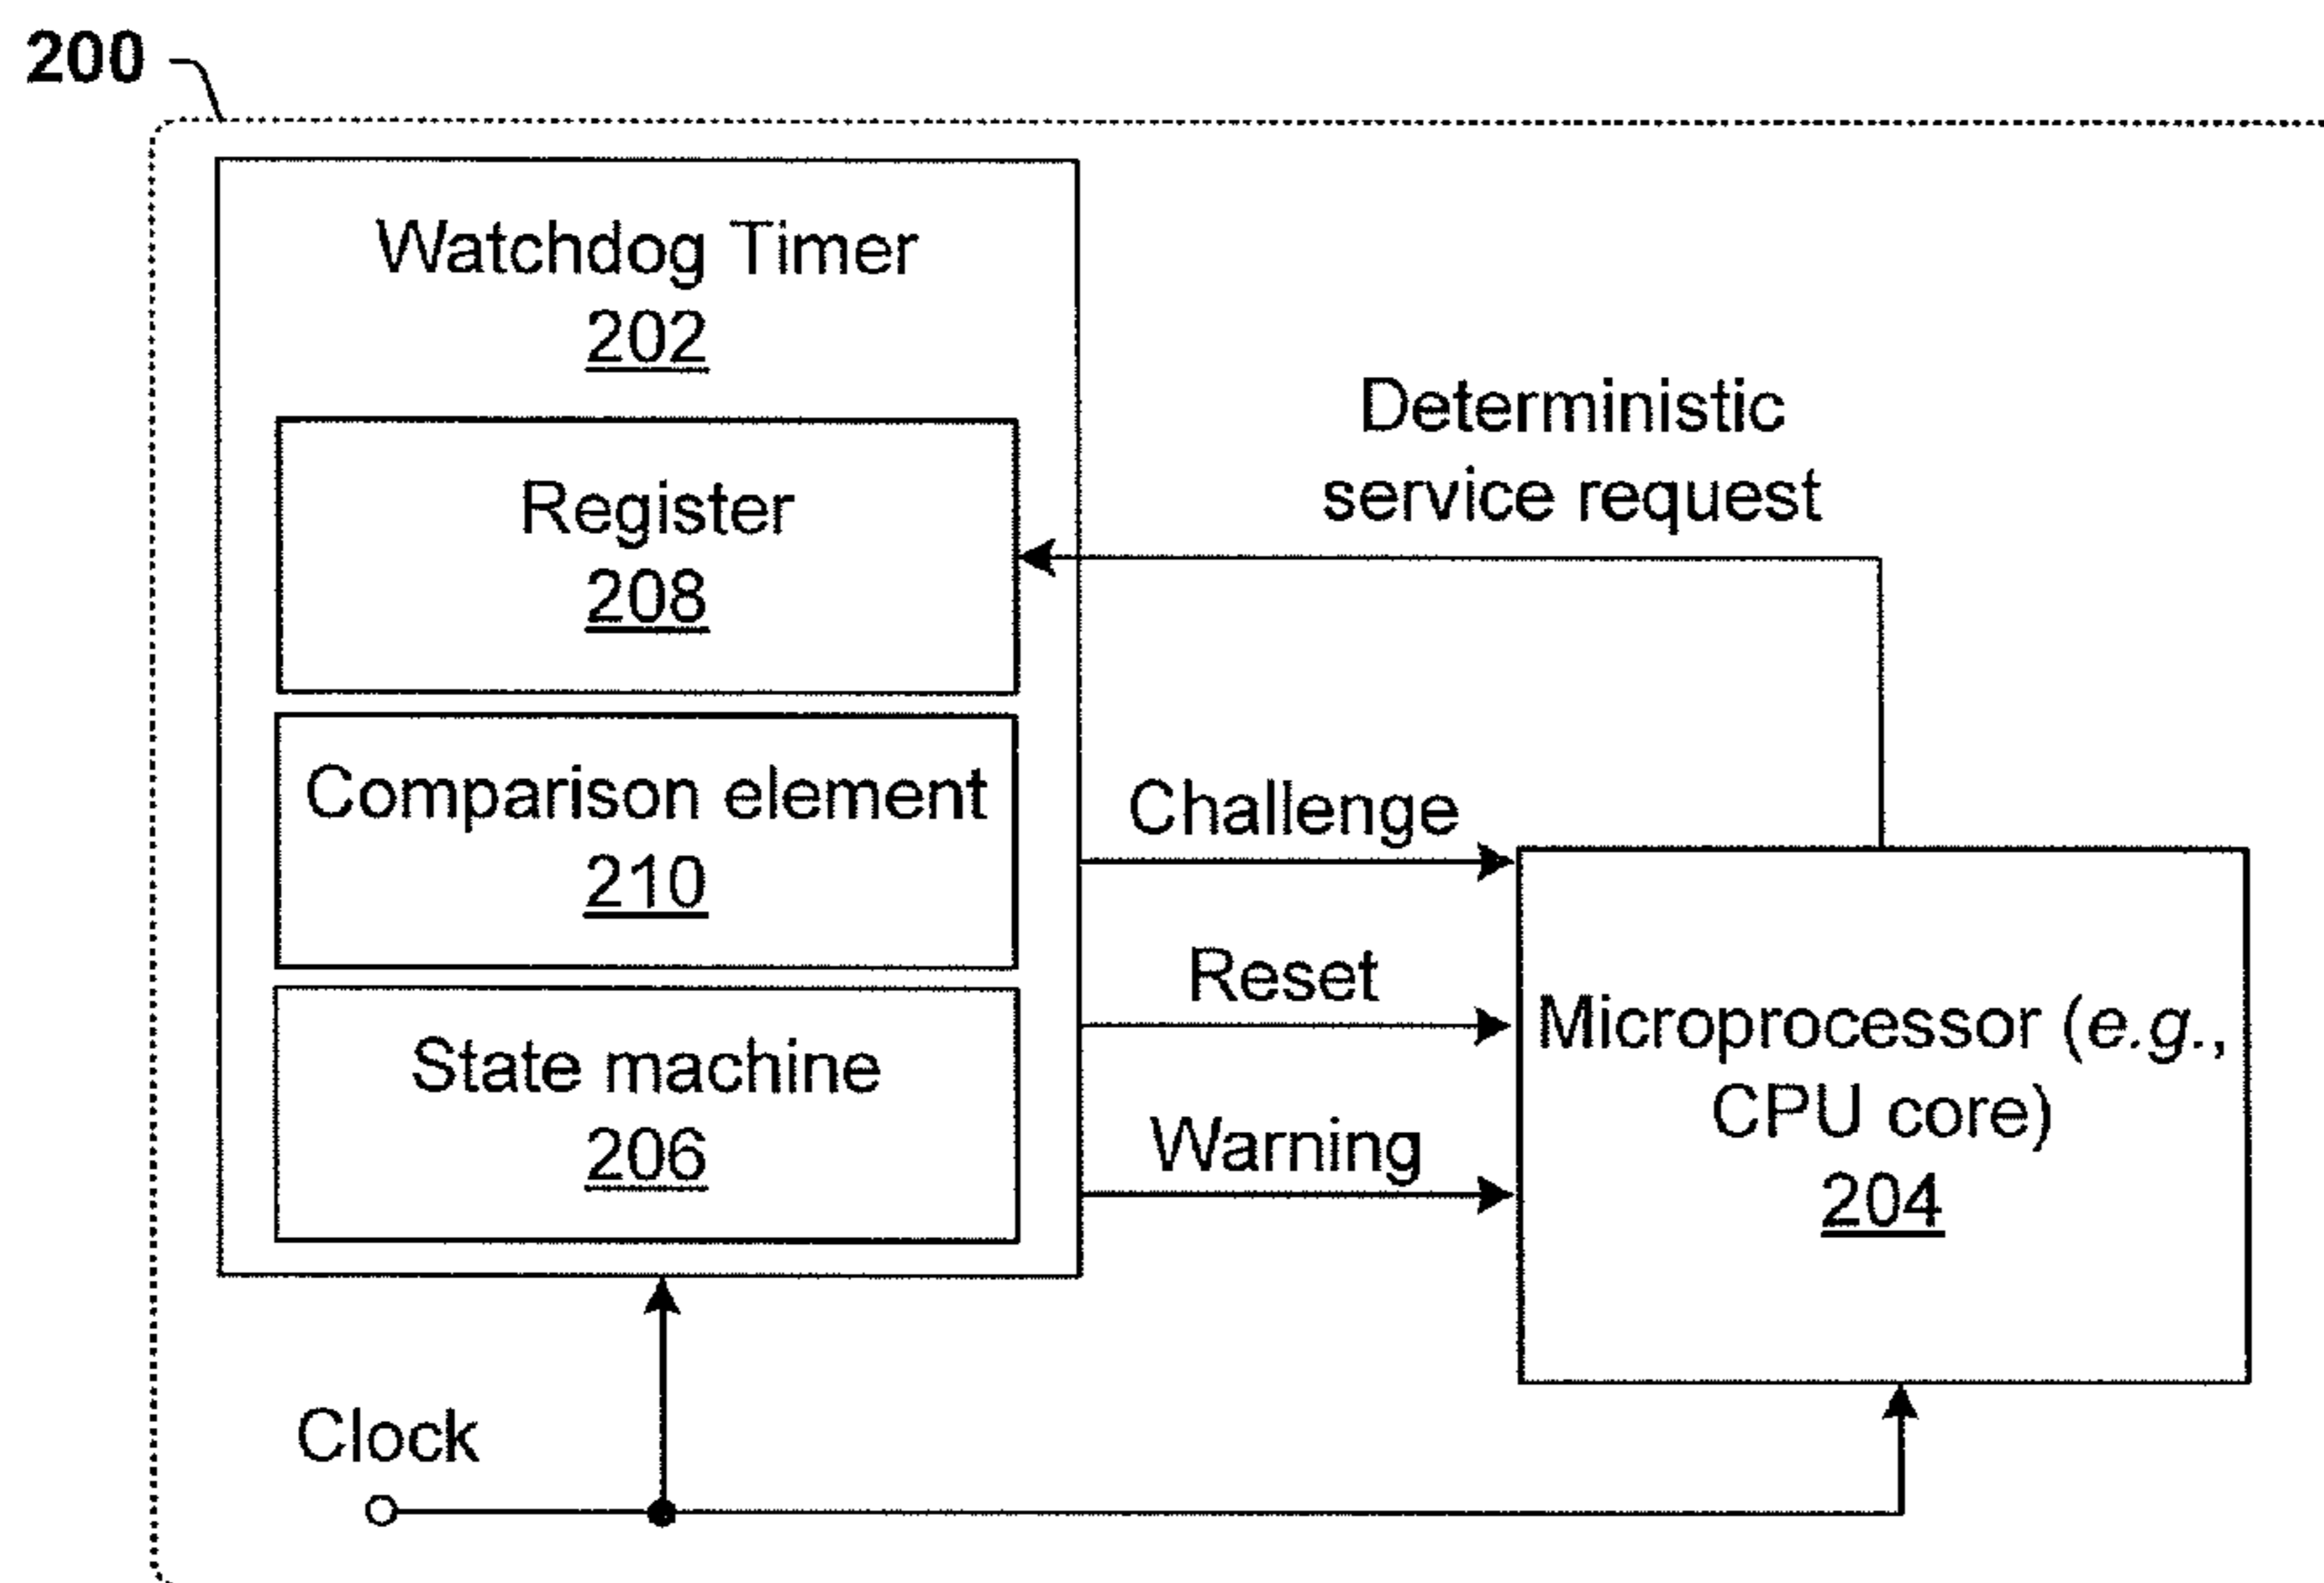 200
Watchdog Timer
202
Register
208
Comparison element
210
State machine
206
Deterministic
service request
Challenge
Reset
Warning
Microprocessor (e.g.,
CPU core)
204
Clock